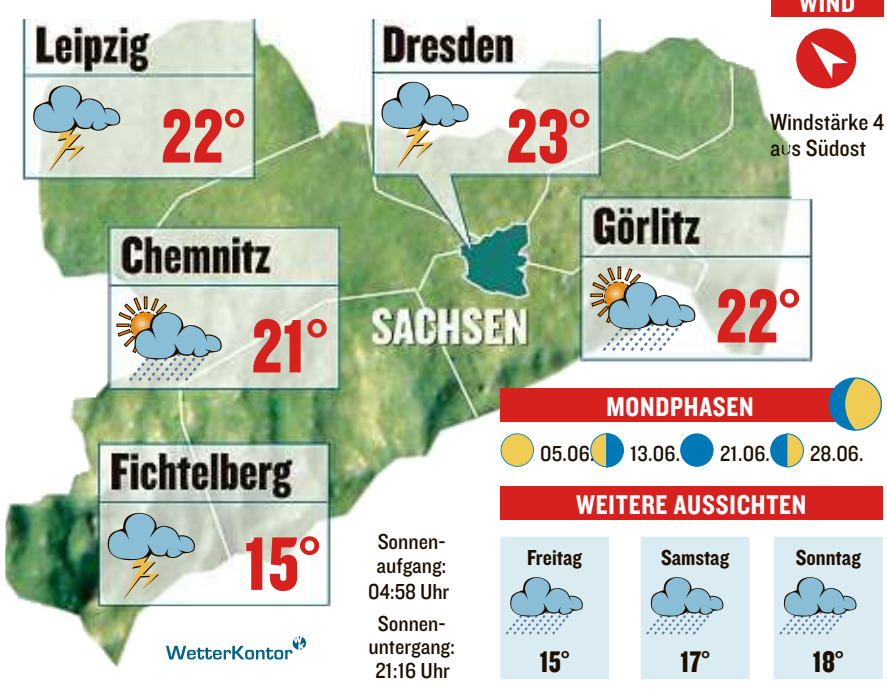 WIND
Windstärke 4
aus Südost
Leipzig
22°
Dresden
23°
Chemnitz
21°
Görlitz
22°
SACHSEN
Fichtelberg
15°
WetterKontor
Sonnen-
aufgang:
04:58 Uhr
Sonnen-
untergang:
21:16 Uhr
MONDPHASEN
05.06. 13.06. 21.06. 28.06.
WEITERE AUSSICHTEN
Freitag Samstag Sonntag
15° 17° 18°